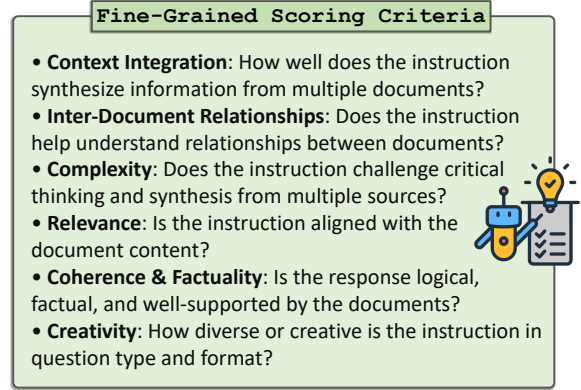 Fine-Grained Scoring Criteria
• Context Integration: How well does the instruction
synthesize information from multiple documents?
• Inter-Document Relationships: Does the instruction
help understand relationships between documents?
• Complexity: Does the instruction challenge critical
thinking and synthesis from multiple sources?
• Relevance: Is the instruction aligned with the
document content?
• Coherence & Factuality: Is the response logical,
factual, and well-supported by the documents?
• Creativity: How diverse or creative is the instruction in
question type and format?